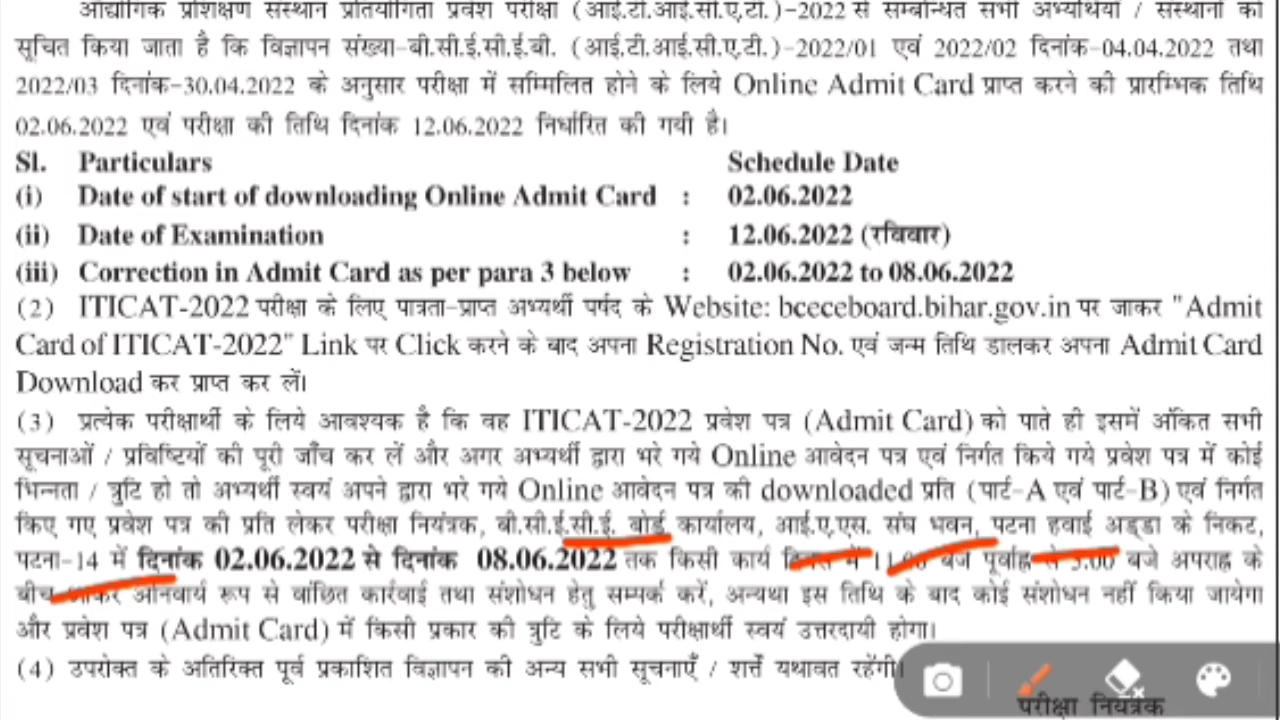 औद्योगिक प्रशिक्षण संस्थान प्रतियोगिता प्रवेश परीक्षा (आई.टी.आई.सी.ए.टी.)-2022 से सम्बन्धित सभी अभ्यर्थियों / संस्थानों को
सूचित किया जाता है कि विज्ञापन संख्या-बी.सी.ई.सी.ई.बी. (आई.टी.आई.सी.ए.टी.)-2022/01 एवं 2022/02 दिनांक-04.04.2022 तथा
2022/03 दिनांक-30.04.2022 के अनुसार परीक्षा में सम्मिलित होने के लिये Online Admit Card प्राप्त करने की प्रारम्भिक तिथि
02.06.2022 एवं परीक्षा की तिथि दिनांक 12.06.2022 निर्धारित की गयी है।
Sl. Particulars Schedule Date
(i) Date of start of downloading Online Admit Card : 02.06.2022
(ii) Date of Examination : 12.06.2022 (रविवार)
(iii) Correction in Admit Card as per para 3 below : 02.06.2022 to 08.06.2022
(2) ITICAT-2022 परीक्षा के लिए पात्रता-प्राप्त अभ्यर्थी पर्षद के Website: bceceboard.bihar.gov.in पर जाकर "Admit
Card of ITICAT-2022" Link पर Click करने के बाद अपना Registration No. एवं जन्म तिथि डालकर अपना Admit Card
Download कर प्राप्त कर लें।
(3) प्रत्येक परीक्षार्थी के लिये आवश्यक है कि वह ITICAT-2022 प्रवेश पत्र (Admit Card) को पाते ही इसमें अंकित सभी
सूचनाओं / प्रविष्टियों की पूरी जाँच कर लें और अगर अभ्यर्थी द्वारा भरे गये Online आवेदन पत्र एवं निर्गत किये गये प्रवेश पत्र में कोई
भिन्नता / त्रुटि हो तो अभ्यर्थी स्वयं अपने द्वारा भरे गये Online आवेदन पत्र की downloaded प्रति (पार्ट-A एवं पार्ट-B) एवं निर्गत
किए गए प्रवेश पत्र की प्रति लेकर परीक्षा नियंत्रक, बी.सी.ई.सी.ई. बोर्ड कार्यालय, आई.ए.एस. संघ भवन, पटना हवाई अड्डा के निकट,
पटना-14 में दिनांक 02.06.2022 से दिनांक 08.06.2022 तक किसी कार्य में बजे पूर्वाह्न से 5.00 बजे अपराह्न के
बीच आकर अनिवार्य रूप से वांछित कार्रवाई तथा संशोधन हेतु सम्पर्क करें, अन्यथा इस तिथि के बाद कोई संशोधन नहीं किया जायेगा
और प्रवेश पत्र (Admit Card) में किसी प्रकार की त्रुटि के लिये परीक्षार्थी स्वयं उत्तरदायी होगा।
(4) उपरोक्त के अतिरिक्त पूर्व प्रकाशित विज्ञापन की अन्य सभी सूचनाएँ / शर्त्तें यथावत रहेंगी।
परीक्षा नियंत्रक